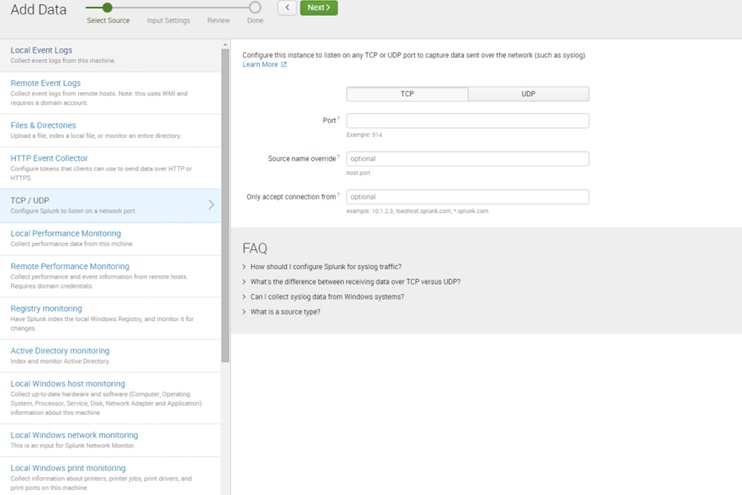 Add Data
Select Source
Input Settings
Review
Done
<
Next >
Local Event Logs
Collect event logs from this machine.
Remote Event Logs
Collect event logs from remote hosts. Note: this uses WMI and
requires a domain account.
Files & Directories
Upload a file, index a local file, or monitor an entire directory.
HTTP Event Collector
Configure tokens that clients can use to send data over HTTP or
HTTPS.
TCP / UDP
Configure Splunk to listen on a network port.
Local Performance Monitoring
Collect performance data from this machine.
Remote Performance Monitoring
Collect performance and event information from remote hosts.
Requires domain credentials.
Registry monitoring
Have Splunk index the local Windows Registry, and monitor it for
changes.
Active Directory monitoring
Index and monitor Active Directory.
Local Windows host monitoring
Collect up-to-date hardware and software (Computer, Operating
System, Processor, Service, Disk, Network Adapter and Application)
information about this machine.
Local Windows network monitoring
This is an input for Splunk Network Monitor.
Local Windows print monitoring
Collect information about printers, printer jobs, print drivers, and
print ports on this machine.
Configure this instance to listen on any TCP or UDP port to capture data sent over the network (such as syslog).
Learn More
TCP UDP
Port ?
Example: 514
Source name override ? optional
host:port
Only accept connection from ? optional
example: 10.1.2.3, !badhost.splunk.com, *.splunk.com
FAQ
> How should I configure Splunk for syslog traffic?
> What's the difference between receiving data over TCP versus UDP?
> Can I collect syslog data from Windows systems?
> What is a source type?